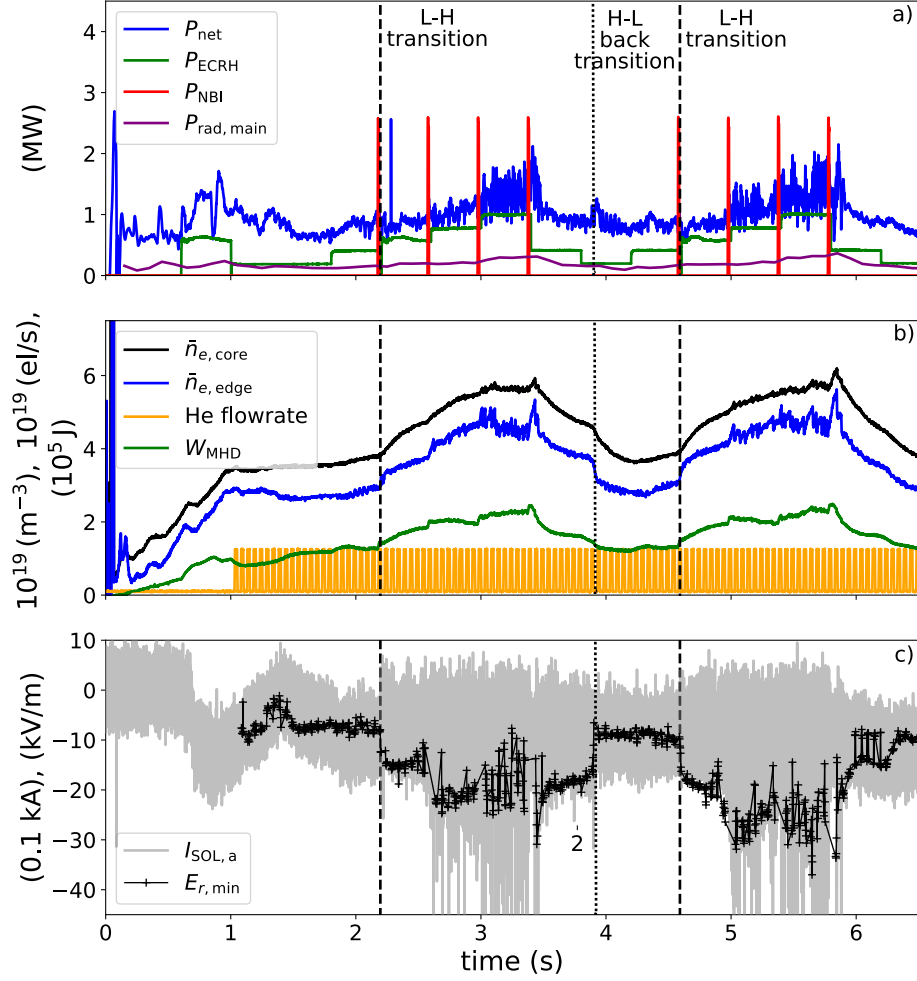 L-H
transition
H-L
back
transition
L-H
transition
a)
P_net
P_ECRH
P_NBI
P_rad, main
(MW)
4
3
2
1
0
b)
n̄_e, core
n̄_e, edge
He flowrate
W_MHD
10^19 (m^−3), 10^19 (el/s),
(10^5 J)
6
4
2
0
c)
(0.1 kA), (kV/m)
10
0
−10
−20
−30
−40
2
I_SOL, a
E_r, min
0 1 2 3 4 5 6
time (s)